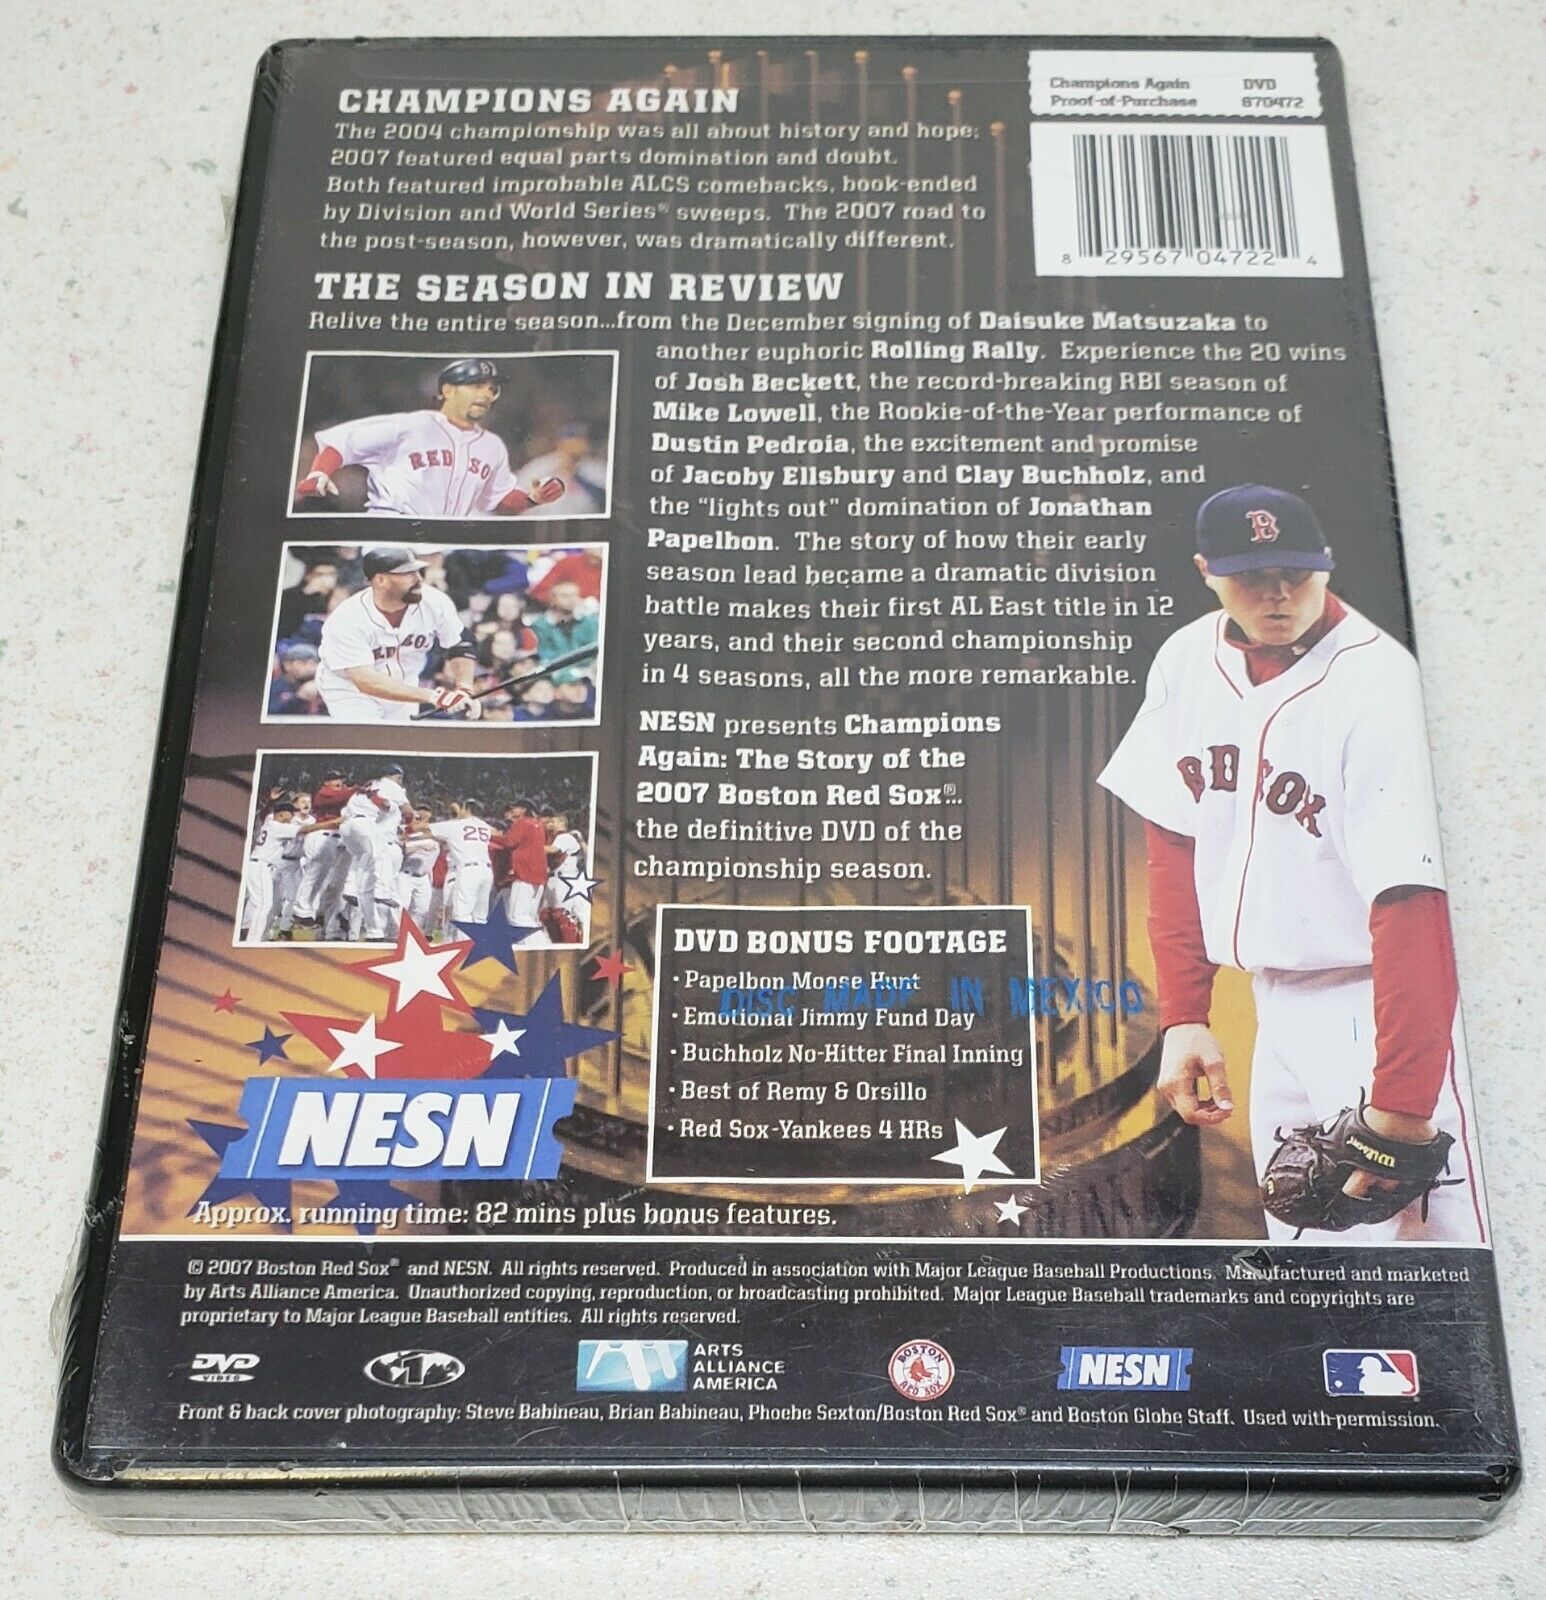 Champions Again DVD
Proof-of-Purchase 670472
8 29567 04722 4
CHAMPIONS AGAIN
The 2004 championship was all about history and hope;
2007 featured equal parts domination and doubt.
Both featured improbable ALCS comebacks, book-ended
by Division and World Series® sweeps. The 2007 road to
the post-season, however, was dramatically different.
THE SEASON IN REVIEW
Relive the entire season...from the December signing of Daisuke Matsuzaka to
another euphoric Rolling Rally. Experience the 20 wins
of Josh Beckett, the record-breaking RBI season of
Mike Lowell, the Rookie-of-the-Year performance of
Dustin Pedroia, the excitement and promise
of Jacoby Ellsbury and Clay Buchholz, and
the "lights out" domination of Jonathan
Papelbon. The story of how their early
season lead became a dramatic division
battle makes their first AL East title in 12
years, and their second championship
in 4 seasons, all the more remarkable.
NESN presents Champions
Again: The Story of the
2007 Boston Red Sox®...
the definitive DVD of the
championship season.
RED SO
RED SOX
25
B
RED SOX
Wilson
DVD BONUS FOOTAGE
• Papelbon Moose Hunt
DISC MADE IN MEXICO
• Emotional Jimmy Fund Day
• Buchholz No-Hitter Final Inning
• Best of Remy & Orsillo
• Red Sox-Yankees 4 HRs
NESN
Approx. running time: 82 mins plus bonus features.
© 2007 Boston Red Sox® and NESN. All rights reserved. Produced in association with Major League Baseball Productions. Manufactured and marketed
by Arts Alliance America. Unauthorized copying, reproduction, or broadcasting prohibited. Major League Baseball trademarks and copyrights are
proprietary to Major League Baseball entities. All rights reserved.
DVD VIDEO
1
ARTS
ALLIANCE
AMERICA
BOSTON RED SOX
NESN
Front & back cover photography: Steve Babineau, Brian Babineau, Phoebe Sexton/Boston Red Sox® and Boston Globe Staff. Used with permission.